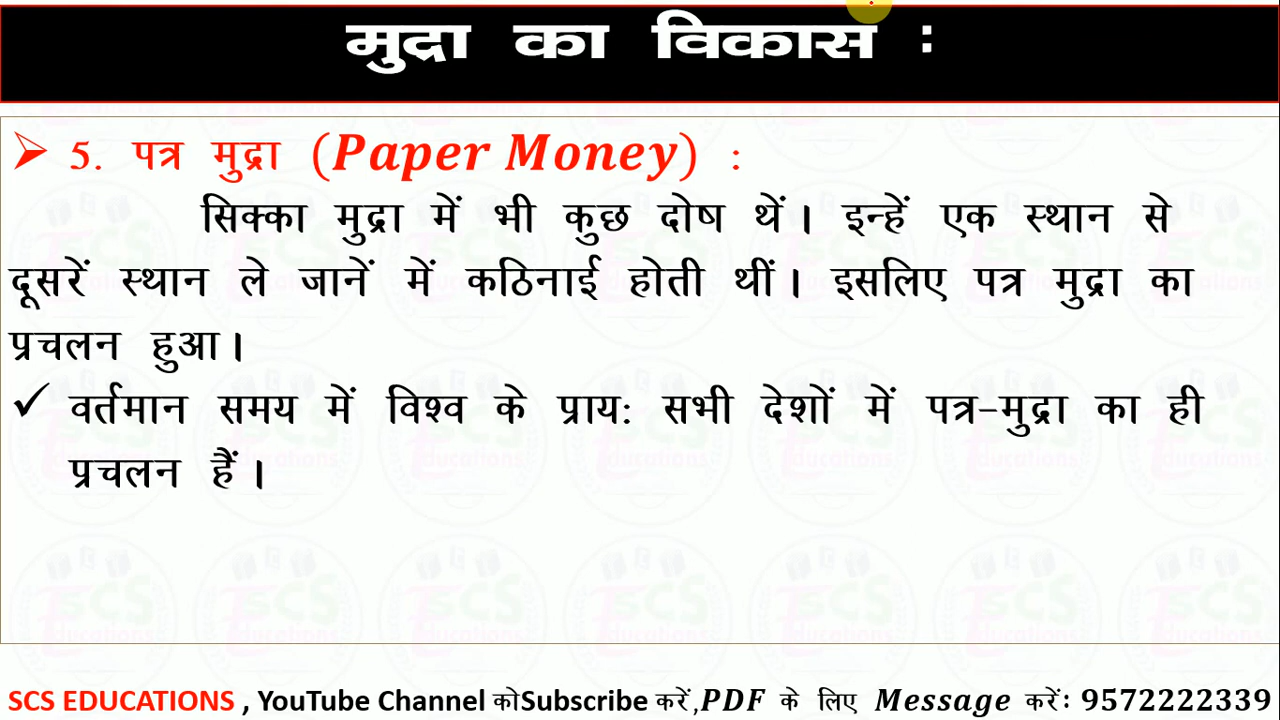 मुद्रा का विकास :
➢ 5. पत्र मुद्रा (Paper Money) :
सिक्का मुद्रा में भी कुछ दोष थें। इन्हें एक स्थान से
दूसरें स्थान ले जानें में कठिनाई होती थीं। इसलिए पत्र मुद्रा का
प्रचलन हुआ।
✓ वर्तमान समय में विश्व के प्राय: सभी देशों में पत्र-मुद्रा का ही
प्रचलन हैं।
SCS EDUCATIONS , YouTube Channel कोSubscribe करें,PDF के लिए Message करें: 9572222339